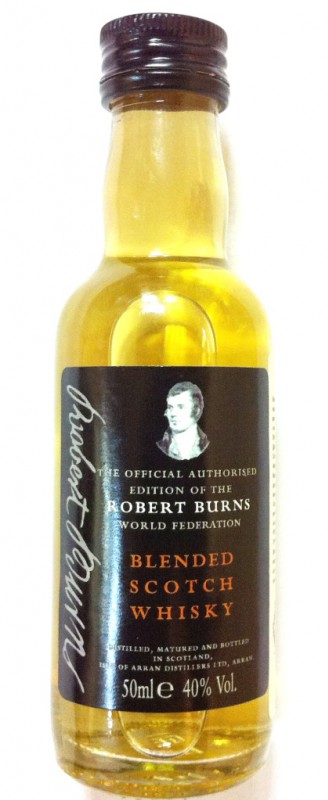 THE OFFICIAL AUTHORISED
EDITION OF THE
ROBERT BURNS
WORLD FEDERATION
BLENDED
SCOTCH
WHISKY
DISTILLED, MATURED AND BOTTLED
IN SCOTLAND,
ISLE OF ARRAN DISTILLERS LTD, ARRAN.
50ml e 40% Vol.
Robert Burns